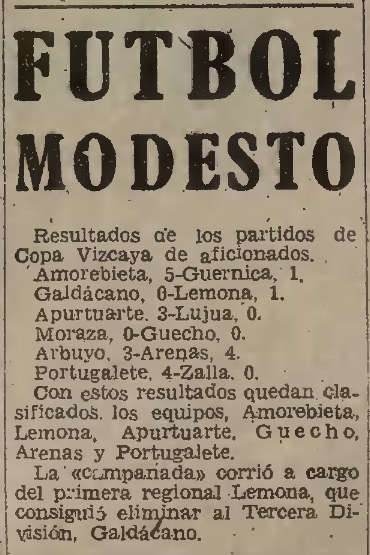 FUTBOL
MODESTO
Resultados de los partidos de
Copa Vizcaya de aficionados.
Amorebieta, 5-Guernica, 1.
Galdácano, 0-Lemona, 1.
Apurtuarte. 3-Lujua, 0.
Moraza, 0-Guecho, 0.
Arbuyo, 3-Arenas, 4.
Portugalete, 4-Zalla. 0.
Con estos resultados quedan cla-
sificados. los equipos, Amorebieta,
Lemona, Apurtuarte. Guecho,
Arenas y Portugalete.
La «campanada» corrió a cargo
del primera regional Lemona, que
consiguió eliminar al Tercera Di-
visión, Galdácano.